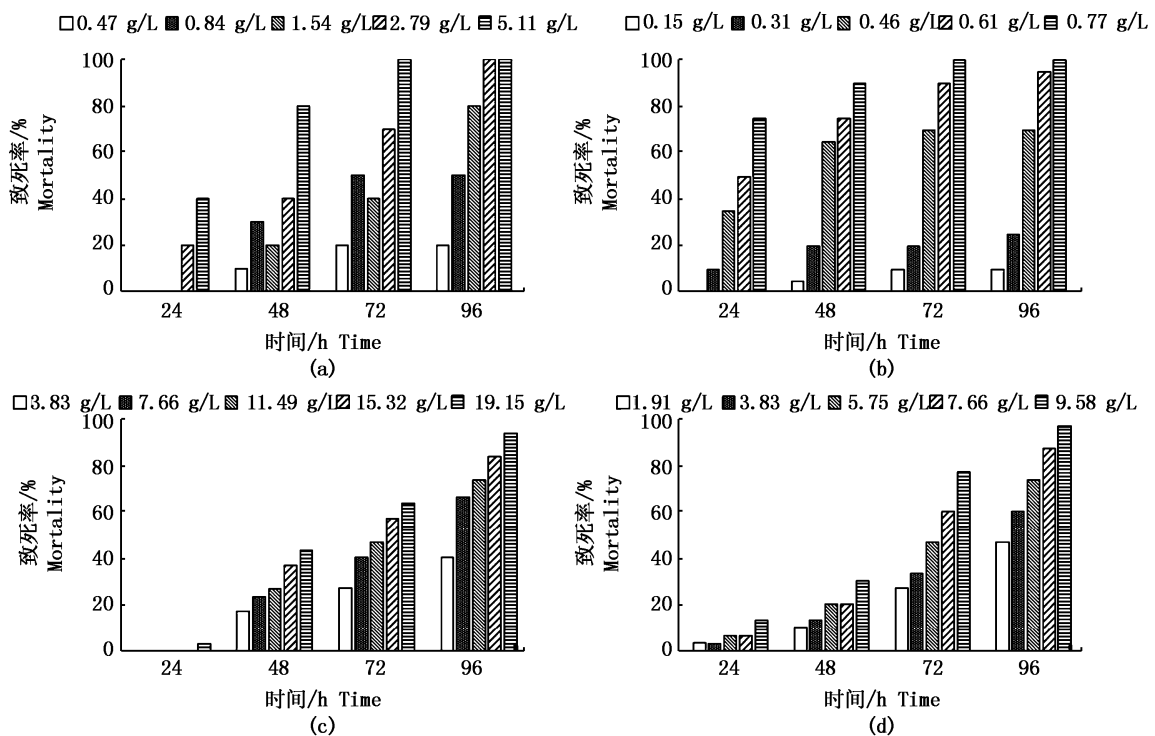 0.47 g/L 0.84 g/L 1.54 g/L 2.79 g/L 5.11 g/L
100
80
60
40
20
0
致死率/%
Mortality
24 48 72 96
时间/h Time
(a)
0.15 g/L 0.31 g/L 0.46 g/L 0.61 g/L 0.77 g/L
100
80
60
40
20
0
致死率/%
Mortality
24 48 72 96
时间/h Time
(b)
3.83 g/L 7.66 g/L 11.49 g/L 15.32 g/L 19.15 g/L
100
80
60
40
20
0
致死率/%
Mortality
24 48 72 96
时间/h Time
(c)
1.91 g/L 3.83 g/L 5.75 g/L 7.66 g/L 9.58 g/L
100
80
60
40
20
0
致死率/%
Mortality
24 48 72 96
时间/h Time
(d)